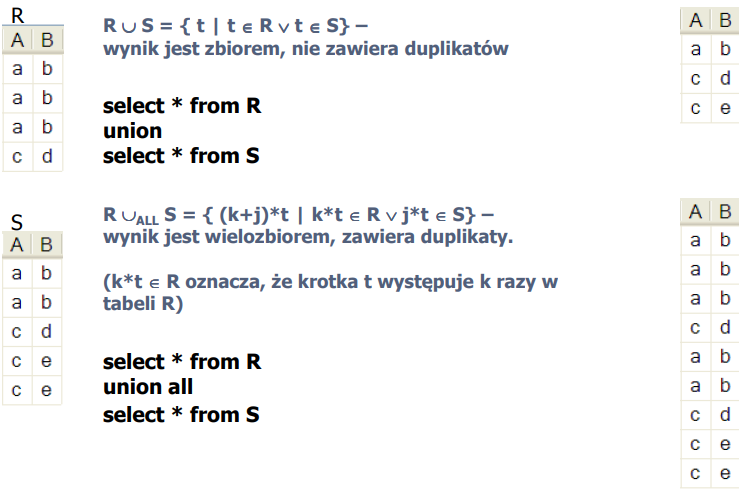 R
A B
a b
a b
a b
c d
R ∪ S = { t | t ∈ R ∨ t ∈ S} –
wynik jest zbiorem, nie zawiera duplikatów
select * from R
union
select * from S
A B
a b
c d
c e
S
A B
a b
a b
c d
c e
c e
R ∪ALL S = { (k+j)*t | k*t ∈ R ∨ j*t ∈ S} –
wynik jest wielozbiorem, zawiera duplikaty.
(k*t ∈ R oznacza, że krotka t występuje k razy w
tabeli R)
select * from R
union all
select * from S
A B
a b
a b
a b
c d
a b
a b
c d
c e
c e